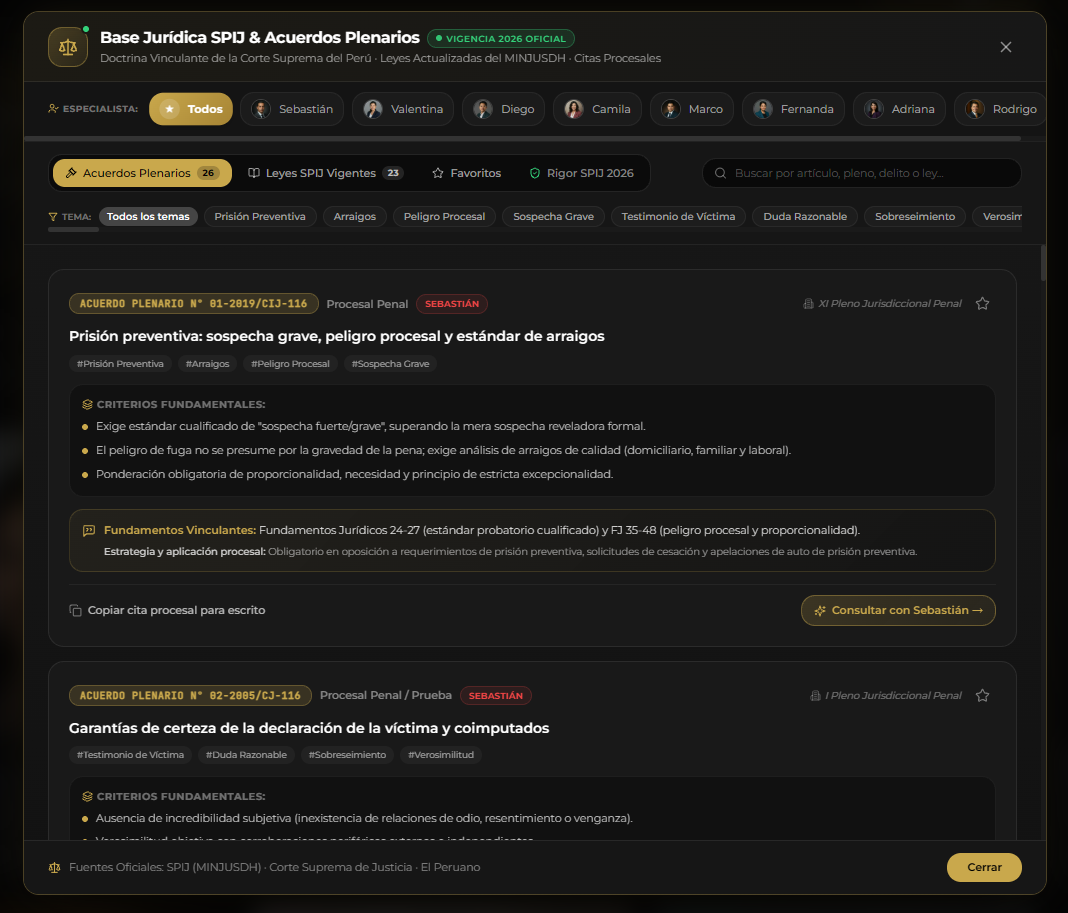 Base Jurídica SPIJ & Acuerdos Plenarios
VIGENCIA 2026 OFICIAL
Doctrina Vinculante de la Corte Suprema del Perú · Leyes Actualizadas del MINJUSDH · Citas Procesales
ESPECIALISTA:
Todos
Sebastián
Valentina
Diego
Camila
Marco
Fernanda
Adriana
Rodrigo
Acuerdos Plenarios 26
Leyes SPIJ Vigentes 23
Favoritos
Rigor SPIJ 2026
Buscar por artículo, pleno, delito o ley...
TEMA:
Todos los temas
Prisión Preventiva
Arraigos
Peligro Procesal
Sospecha Grave
Testimonio de Víctima
Duda Razonable
Sobreseimiento
Verosim
ACUERDO PLENARIO N° 01-2019/CIJ-116
Procesal Penal
SEBASTIÁN
XI Pleno Jurisdiccional Penal
Prisión preventiva: sospecha grave, peligro procesal y estándar de arraigos
#Prisión Preventiva
#Arraigos
#Peligro Procesal
#Sospecha Grave
CRITERIOS FUNDAMENTALES:
Exige estándar cualificado de "sospecha fuerte/grave", superando la mera sospecha reveladora formal.
El peligro de fuga no se presume por la gravedad de la pena; exige análisis de arraigos de calidad (domiciliario, familiar y laboral).
Ponderación obligatoria de proporcionalidad, necesidad y principio de estricta excepcionalidad.
Fundamentos Vinculantes: Fundamentos Jurídicos 24-27 (estándar probatorio cualificado) y FJ 35-48 (peligro procesal y proporcionalidad).
Estrategia y aplicación procesal: Obligatorio en oposición a requerimientos de prisión preventiva, solicitudes de cesación y apelaciones de auto de prisión preventiva.
Copiar cita procesal para escrito
Consultar con Sebastián →
ACUERDO PLENARIO N° 02-2005/CJ-116
Procesal Penal / Prueba
SEBASTIÁN
I Pleno Jurisdiccional Penal
Garantías de certeza de la declaración de la víctima y coimputados
#Testimonio de Víctima
#Duda Razonable
#Sobreseimiento
#Verosimilitud
CRITERIOS FUNDAMENTALES:
Ausencia de incredibilidad subjetiva (inexistencia de relaciones de odio, resentimiento o venganza).
Fuentes Oficiales: SPIJ (MINJUSDH) · Corte Suprema de Justicia · El Peruano
Cerrar